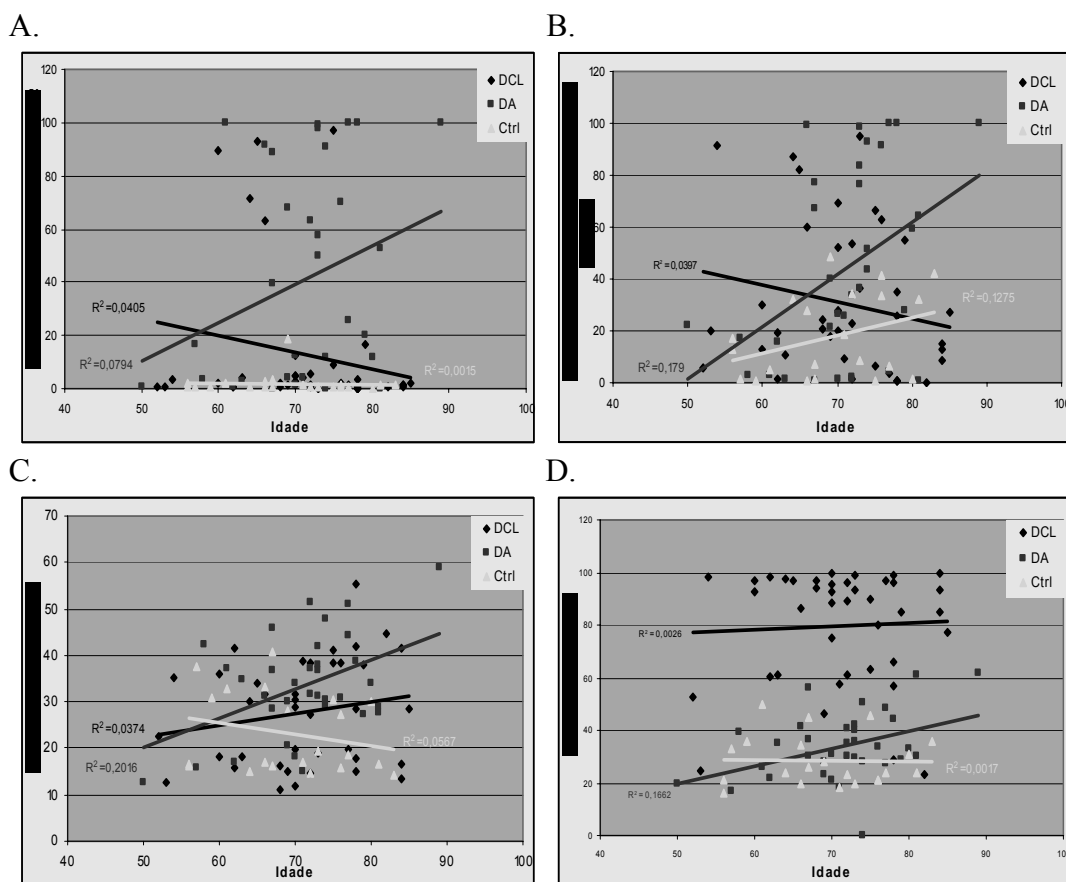 A.
B.
120
100
80
60
40
20
0
40
50
60
70
80
90
100
Idade
DCL
DA
Ctrl
R²=0,0405
R²=0,0794
R²=0,0015
120
100
80
60
40
20
0
40
50
60
70
80
90
100
Idade
DCL
DA
Ctrl
R²=0,0397
R²=0,1275
R²=0,179
C.
D.
70
60
50
40
30
20
10
0
40
50
60
70
80
90
100
Idade
DCL
DA
Ctrl
R²=0,0374
R²=0,0567
R²=0,2016
120
100
80
60
40
20
0
40
50
60
70
80
90
100
Idade
DCL
DA
Ctrl
R²=0,0026
R²=0,0017
R²=0,1662